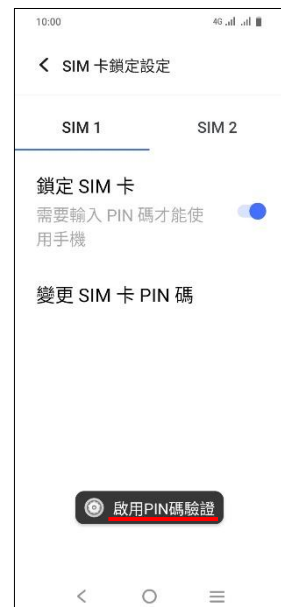 10:00
4G
SIM 卡鎖定設定
SIM 1
SIM 2
鎖定 SIM 卡
需要輸入 PIN 碼才能使
用手機
變更 SIM 卡 PIN 碼
啟用PIN碼驗證